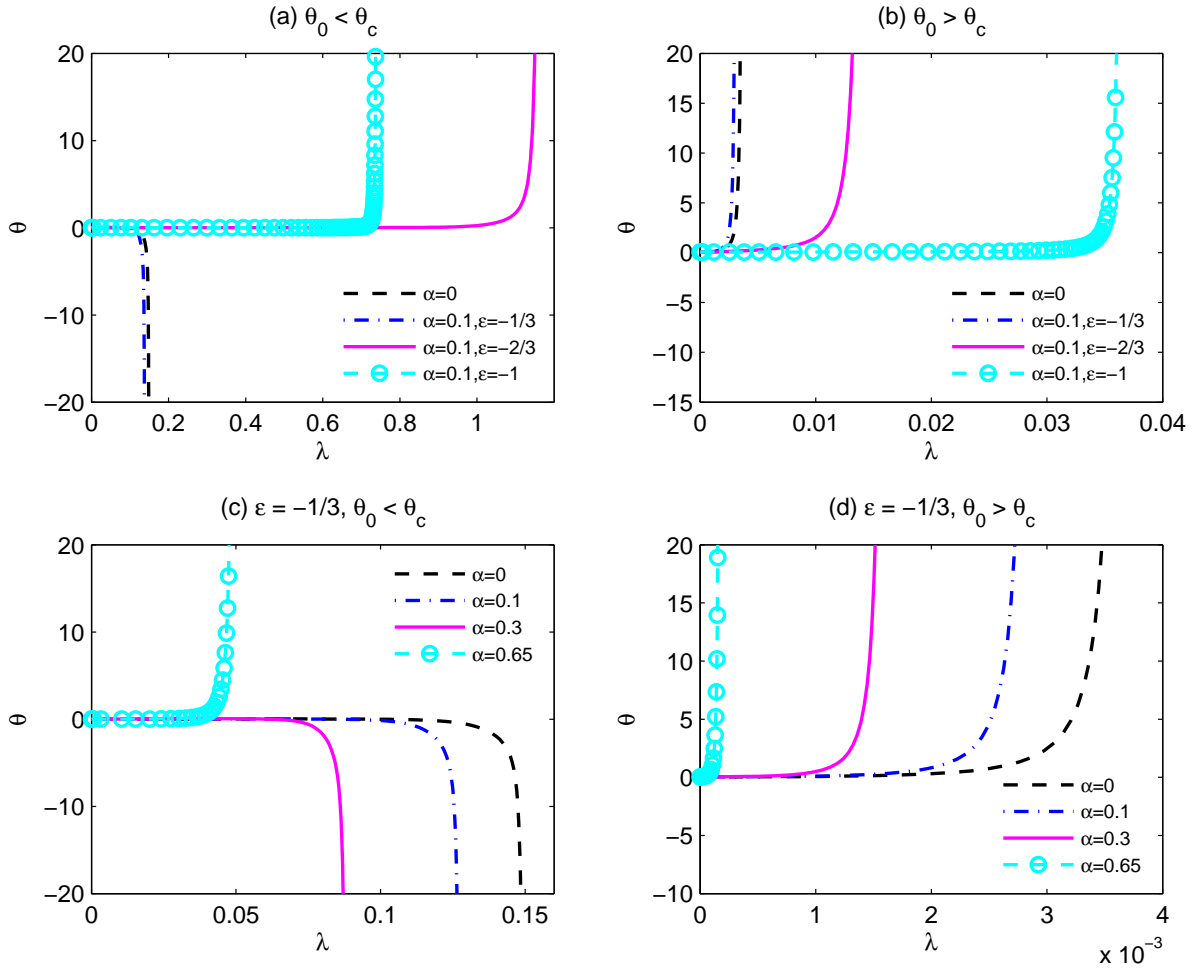 (a) θ₀ < θ_c
20
10
0
−10
−20
θ
0
0.2
0.4
0.6
0.8
1
λ
α=0
α=0.1,ε=−1/3
α=0.1,ε=−2/3
α=0.1,ε=−1
(b) θ₀ > θ_c
20
15
10
5
0
−5
−10
−15
θ
0
0.01
0.02
0.03
0.04
λ
α=0
α=0.1,ε=−1/3
α=0.1,ε=−2/3
α=0.1,ε=−1
(c) ε = −1/3, θ₀ < θ_c
20
10
0
−10
−20
θ
0
0.05
0.1
0.15
λ
α=0
α=0.1
α=0.3
α=0.65
(d) ε = −1/3, θ₀ > θ_c
20
15
10
5
0
−5
−10
θ
0
1
2
3
4
λ
x 10⁻³
α=0
α=0.1
α=0.3
α=0.65